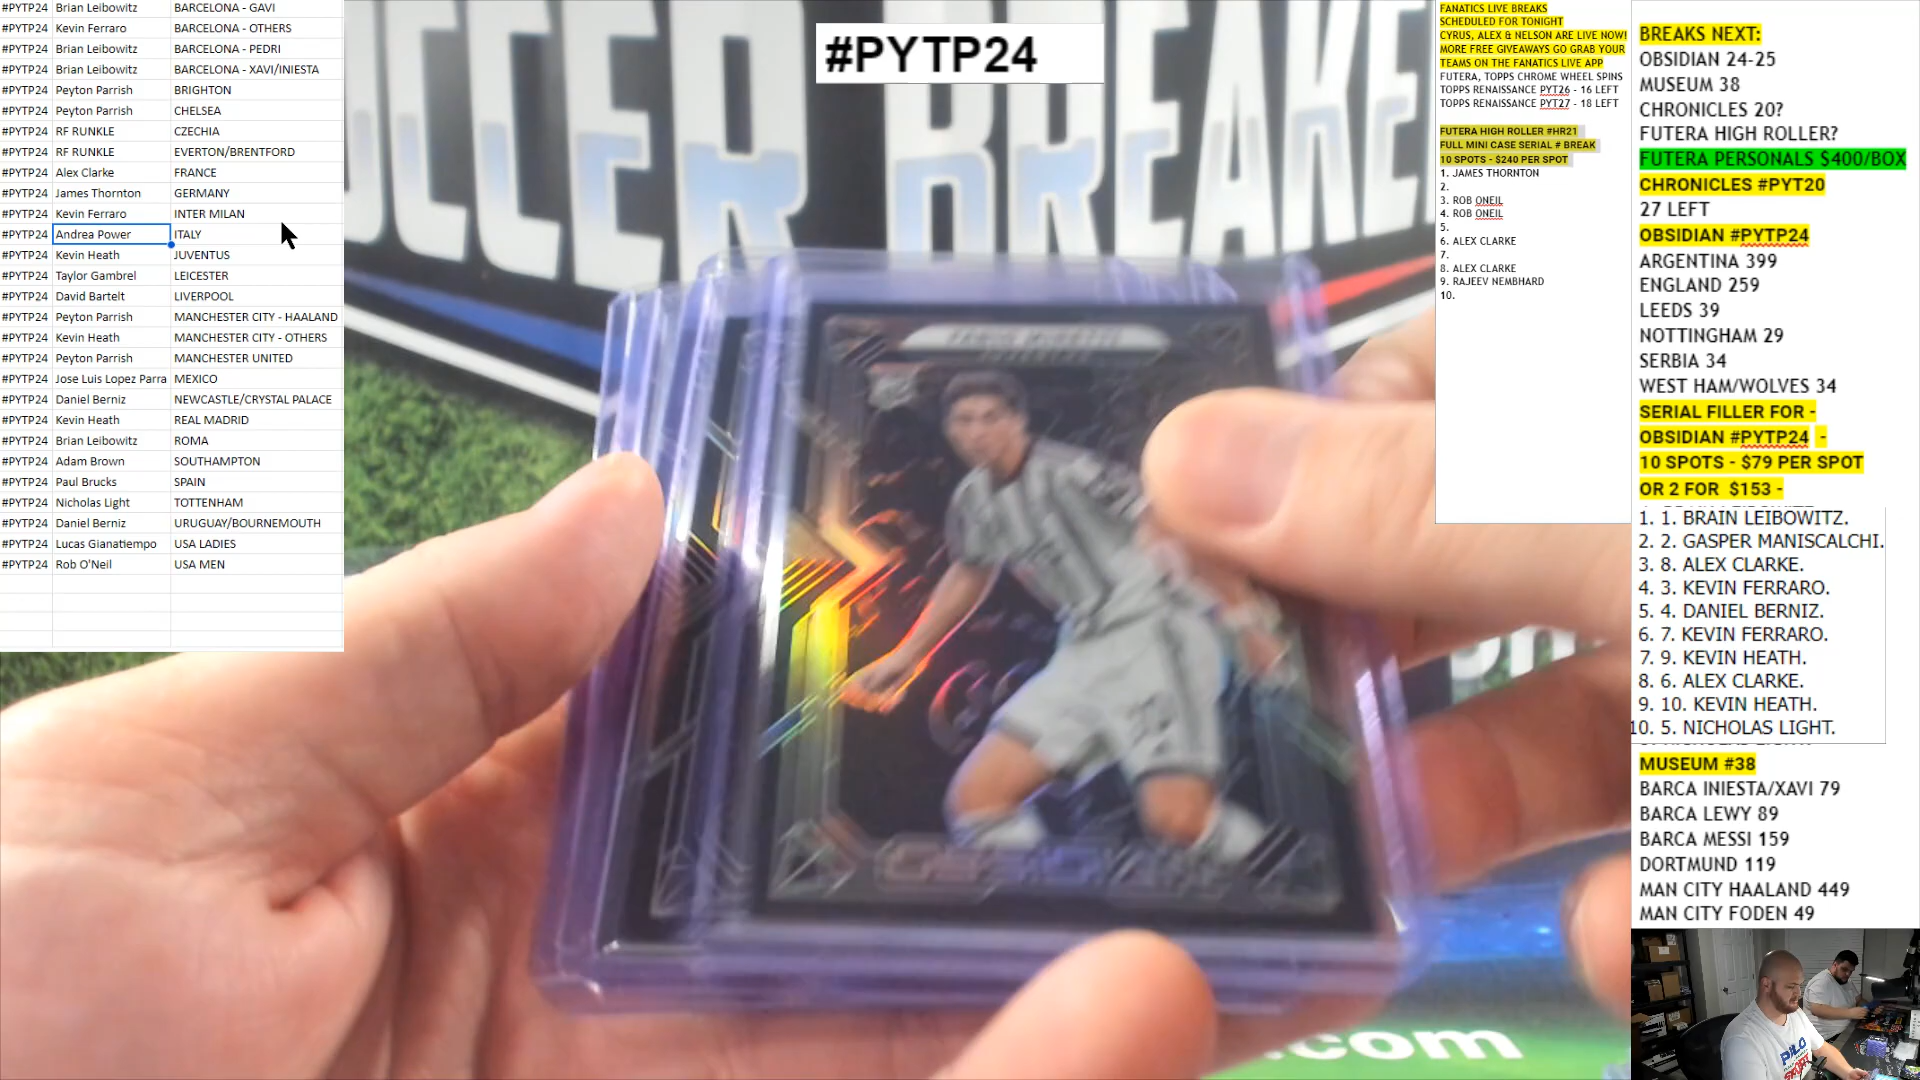 #PYTP24 Brian Leibowitz BARCELONA - GAVI
#PYTP24 Kevin Ferraro BARCELONA - OTHERS
#PYTP24 Brian Leibowitz BARCELONA - PEDRI
#PYTP24 Brian Leibowitz BARCELONA - XAVI/INIESTA
#PYTP24 Peyton Parrish BRIGHTON
#PYTP24 Peyton Parrish CHELSEA
#PYTP24 RF RUNKLE CZECHIA
#PYTP24 RF RUNKLE EVERTON/BRENTFORD
#PYTP24 Alex Clarke FRANCE
#PYTP24 James Thornton GERMANY
#PYTP24 Kevin Ferraro INTER MILAN
#PYTP24 Andrea Power ITALY
#PYTP24 Kevin Heath JUVENTUS
#PYTP24 Taylor Gambrel LEICESTER
#PYTP24 David Bartelt LIVERPOOL
#PYTP24 Peyton Parrish MANCHESTER CITY - HAALAND
#PYTP24 Kevin Heath MANCHESTER CITY - OTHERS
#PYTP24 Peyton Parrish MANCHESTER UNITED
#PYTP24 Jose Luis Lopez Parra MEXICO
#PYTP24 Daniel Berniz NEWCASTLE/CRYSTAL PALACE
#PYTP24 Kevin Heath REAL MADRID
#PYTP24 Brian Leibowitz ROMA
#PYTP24 Adam Brown SOUTHAMPTON
#PYTP24 Paul Brucks SPAIN
#PYTP24 Nicholas Light TOTTENHAM
#PYTP24 Daniel Berniz URUGUAY/BOURNEMOUTH
#PYTP24 Lucas Gianatiempo USA LADIES
#PYTP24 Rob O'Neil USA MEN
#PYTP24
OCCER BREAKE
OBSIDIAN
.com
FANATICS LIVE BREAKS
SCHEDULED FOR TONIGHT
CYRUS, ALEX & NELSON ARE LIVE NOW!
MORE FREE GIVEAWAYS GO GRAB YOUR
TEAMS ON THE FANATICS LIVE APP
FUTERA, TOPPS CHROME WHEEL SPINS
TOPPS RENAISSANCE PYT26 - 16 LEFT
TOPPS RENAISSANCE PYT27 - 18 LEFT
FUTERA HIGH ROLLER #HR21
FULL MINI CASE SERIAL # BREAK
10 SPOTS - $240 PER SPOT
1. JAMES THORNTON
2.
3. ROB ONEIL
4. ROB ONEIL
5.
6. ALEX CLARKE
7.
8. ALEX CLARKE
9. RAJEEV NEMBHARD
10.
BREAKS NEXT:
OBSIDIAN 24-25
MUSEUM 38
CHRONICLES 20?
FUTERA HIGH ROLLER?
FUTERA PERSONALS $400/BOX
CHRONICLES #PYT20
27 LEFT
OBSIDIAN #PYTP24
ARGENTINA 399
ENGLAND 259
LEEDS 39
NOTTINGHAM 29
SERBIA 34
WEST HAM/WOLVES 34
SERIAL FILLER FOR -
OBSIDIAN #PYTP24 -
10 SPOTS - $79 PER SPOT
OR 2 FOR $153 -
1. 1. BRAIN LEIBOWITZ.
2. 2. GASPER MANISCALCHI.
3. 8. ALEX CLARKE.
4. 3. KEVIN FERRARO.
5. 4. DANIEL BERNIZ.
6. 7. KEVIN FERRARO.
7. 9. KEVIN HEATH.
8. 6. ALEX CLARKE.
9. 10. KEVIN HEATH.
10. 5. NICHOLAS LIGHT.
MUSEUM #38
BARCA INIESTA/XAVI 79
BARCA LEWY 89
BARCA MESSI 159
DORTMUND 119
MAN CITY HAALAND 449
MAN CITY FODEN 49